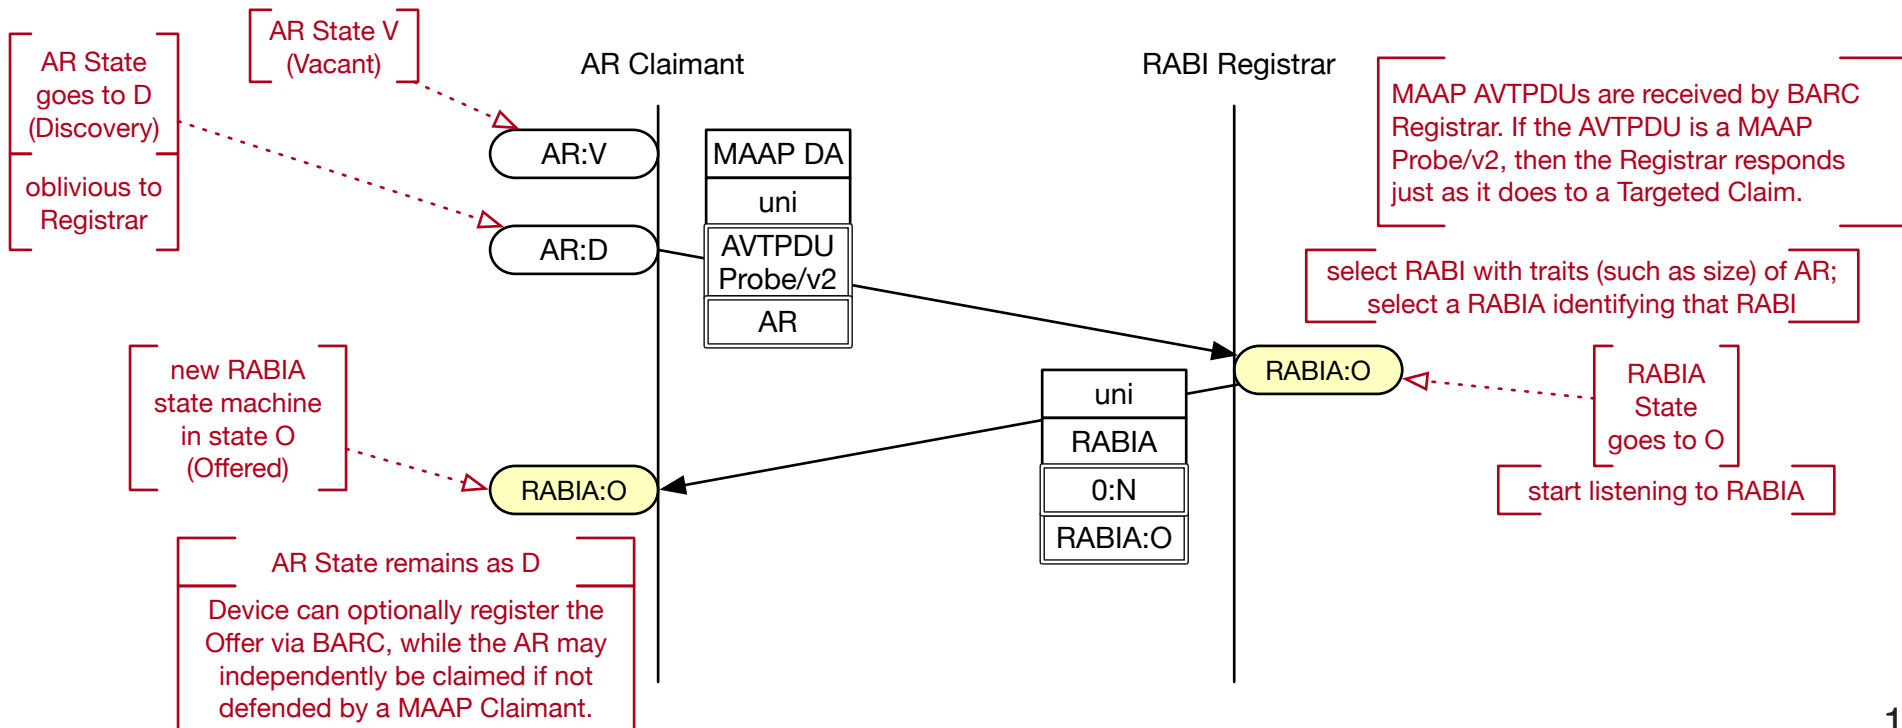 AR State V
(Vacant)
AR State
goes to D
(Discovery)
oblivious to
Registrar
AR Claimant
RABI Registrar
MAAP AVTPDUs are received by BARC
Registrar. If the AVTPDU is a MAAP
Probe/v2, then the Registrar responds
just as it does to a Targeted Claim.
AR:V
MAAP DA
uni
AR:D
AVTPDU
Probe/v2
AR
select RABI with traits (such as size) of AR;
select a RABIA identifying that RABI
RABIA:O
RABIA
State
goes to O
start listening to RABIA
new RABIA
state machine
in state O
(Offered)
uni
RABIA
0:N
RABIA:O
RABIA:O
AR State remains as D
Device can optionally register the
Offer via BARC, while the AR may
independently be claimed if not
defended by a MAAP Claimant.
1